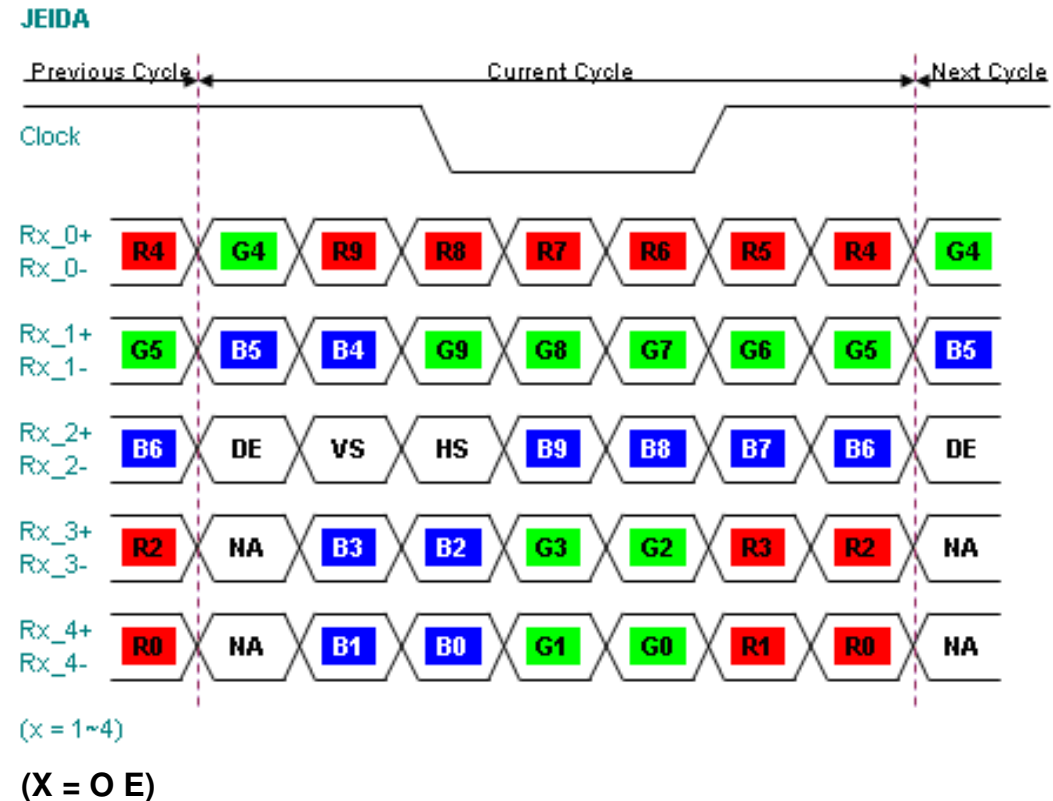 JEIDA
Previous Cycle Current Cycle Next Cycle
Clock
Rx_0+
Rx_0-
R4 G4 R9 R8 R7 R6 R5 R4 G4
Rx_1+
Rx_1-
G5 B5 B4 G9 G8 G7 G6 G5 B5
Rx_2+
Rx_2-
B6 DE VS HS B9 B8 B7 B6 DE
Rx_3+
Rx_3-
R2 NA B3 B2 G3 G2 R3 R2 NA
Rx_4+
Rx_4-
R0 NA B1 B0 G1 G0 R1 R0 NA
(x = 1~4)
(X = O E)